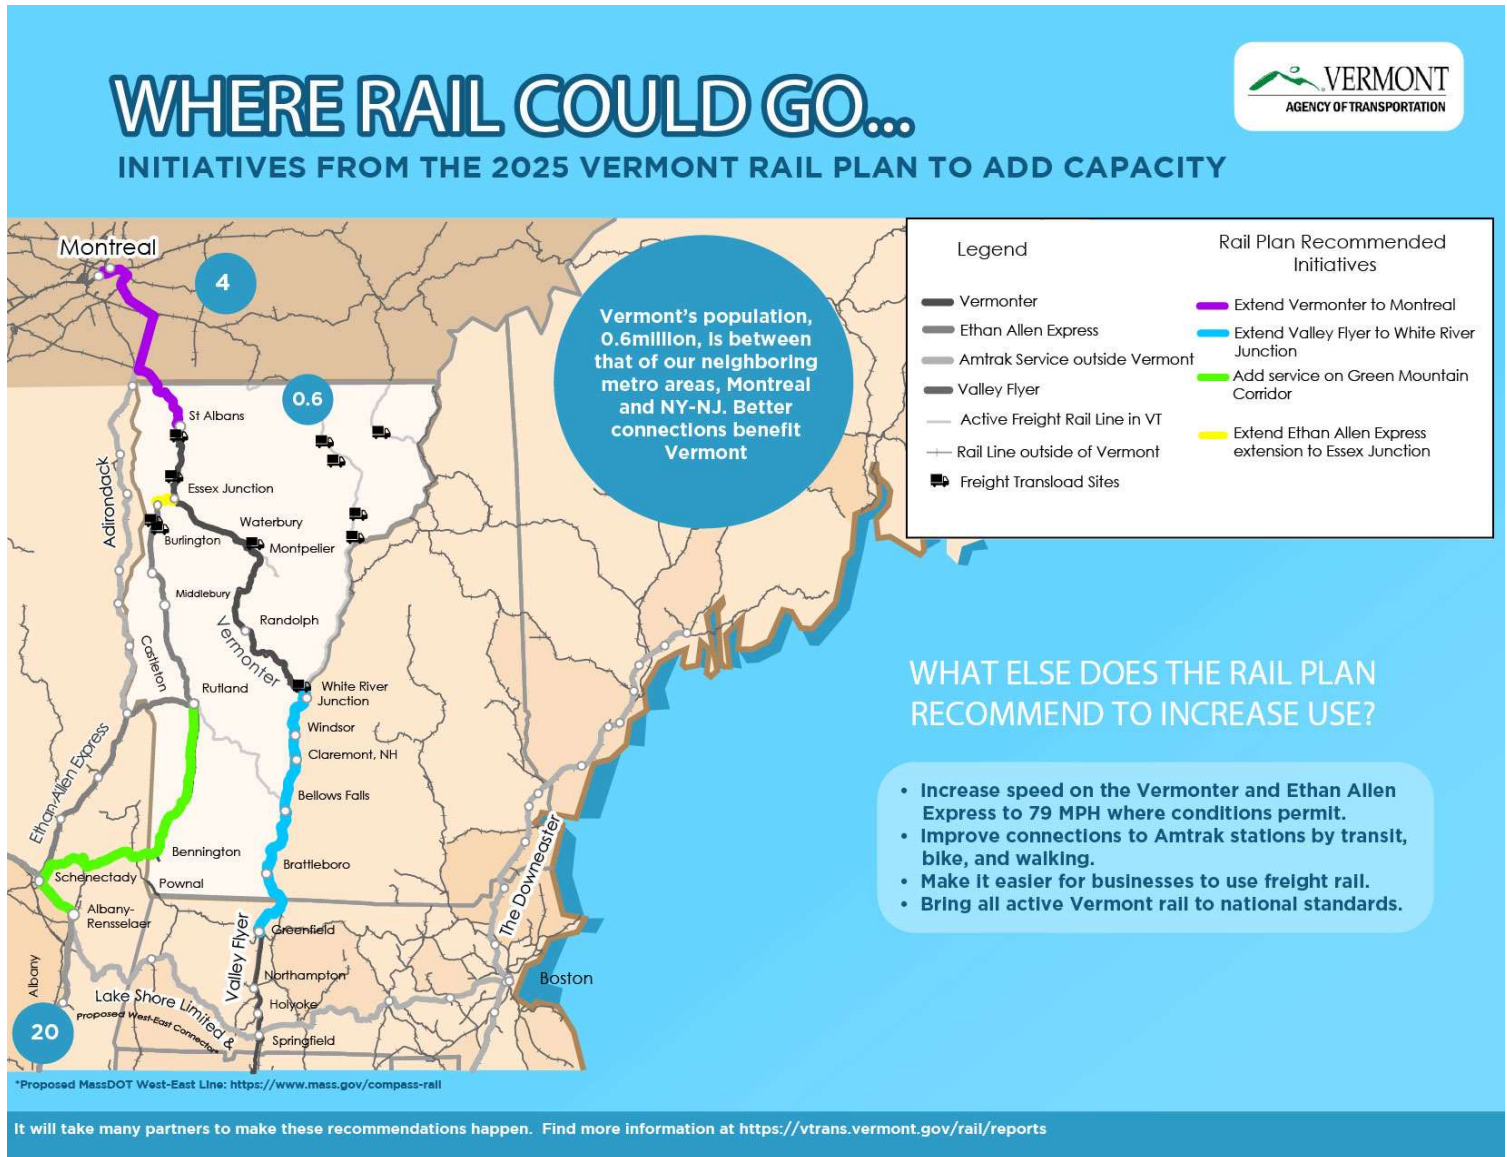 WHERE RAIL COULD GO...
INITIATIVES FROM THE 2025 VERMONT RAIL PLAN TO ADD CAPACITY
VERMONT
AGENCY OF TRANSPORTATION
Montreal
4
0.6
St Albans
Essex Junction
Adirondack
Waterbury
Burlington
Montpelier
Middlebury
Randolph
Vermonter
Castleton
Rutland
White River
Junction
Windsor
Claremont, NH
Ethan Allen Express
Bellows Falls
Bennington
Brattleboro
Schenectady
Pownal
Albany-
Rensselaer
Greenfield
Valley Flyer
The Downeaster
Albany
Northampton
Boston
Lake Shore Limited &
Proposed West-East Connector*
Holyoke
20
Springfield
*Proposed MassDOT West-East Line: https://www.mass.gov/compass-rail
Vermont's population,
0.6million, is between
that of our neighboring
metro areas, Montreal
and NY-NJ. Better
connections benefit
Vermont
Legend
Vermonter
Ethan Allen Express
Amtrak Service outside Vermont
Valley Flyer
Active Freight Rail Line in VT
Rail Line outside of Vermont
Freight Transload Sites
Rail Plan Recommended
Initiatives
Extend Vermonter to Montreal
Extend Valley Flyer to White River
Junction
Add service on Green Mountain
Corridor
Extend Ethan Allen Express
extension to Essex Junction
WHAT ELSE DOES THE RAIL PLAN
RECOMMEND TO INCREASE USE?
• Increase speed on the Vermonter and Ethan Allen
Express to 79 MPH where conditions permit.
• Improve connections to Amtrak stations by transit,
bike, and walking.
• Make it easier for businesses to use freight rail.
• Bring all active Vermont rail to national standards.
It will take many partners to make these recommendations happen. Find more information at https://vtrans.vermont.gov/rail/reports